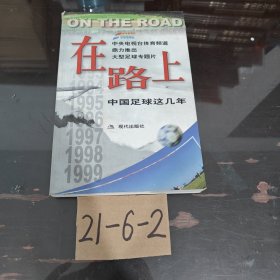 ON THE ROAD
在路上
中央电视台体育频道
鼎力推出
大型足球专题片
中国足球这几年
现代出版社
1995
1996
1997
1998
1999
21-6-2